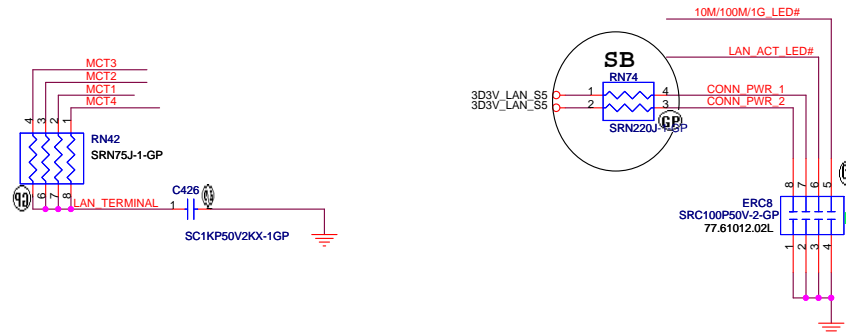 10M/100M/1G_LED#
MCT3
MCT2
MCT1
MCT4
LAN_ACT_LED#
SB
RN74
3D3V_LAN_S5 1 4 CONN_PWR_1
3D3V_LAN_S5 2 3 CONN_PWR_2
GP
SRN220J-1-GP
4 3 2 1
RN42
SRN75J-1-GP
GP
6 7 8
LAN_TERMINAL
C426
1
SC1KP50V2KX-1GP
8 7 6 5
ERC8
SRC100P50V-2-GP
77.61012.02L
1 2 3 4